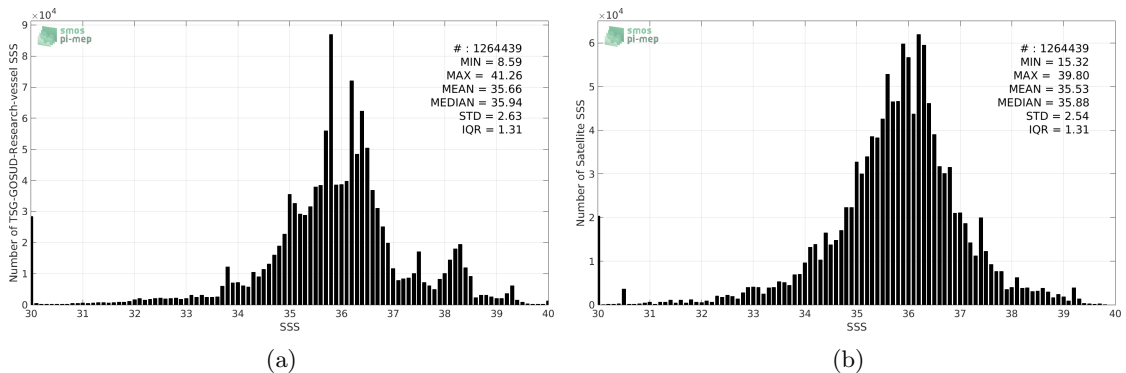 ×10⁴
smos
pi-mep
# : 1264439
MIN = 8.59
MAX = 41.26
MEAN = 35.66
MEDIAN = 35.94
STD = 2.63
IQR = 1.31
Number of TSG-GOSUD-Research-vessel SSS
9
8
7
6
5
4
3
2
1
0
30 31 32 33 34 35 36 37 38 39 40
SSS
(a)
×10⁴
smos
pi-mep
# : 1264439
MIN = 15.32
MAX = 39.80
MEAN = 35.53
MEDIAN = 35.88
STD = 2.54
IQR = 1.31
Number of Satellite SSS
6
5
4
3
2
1
0
30 31 32 33 34 35 36 37 38 39 40
SSS
(b)